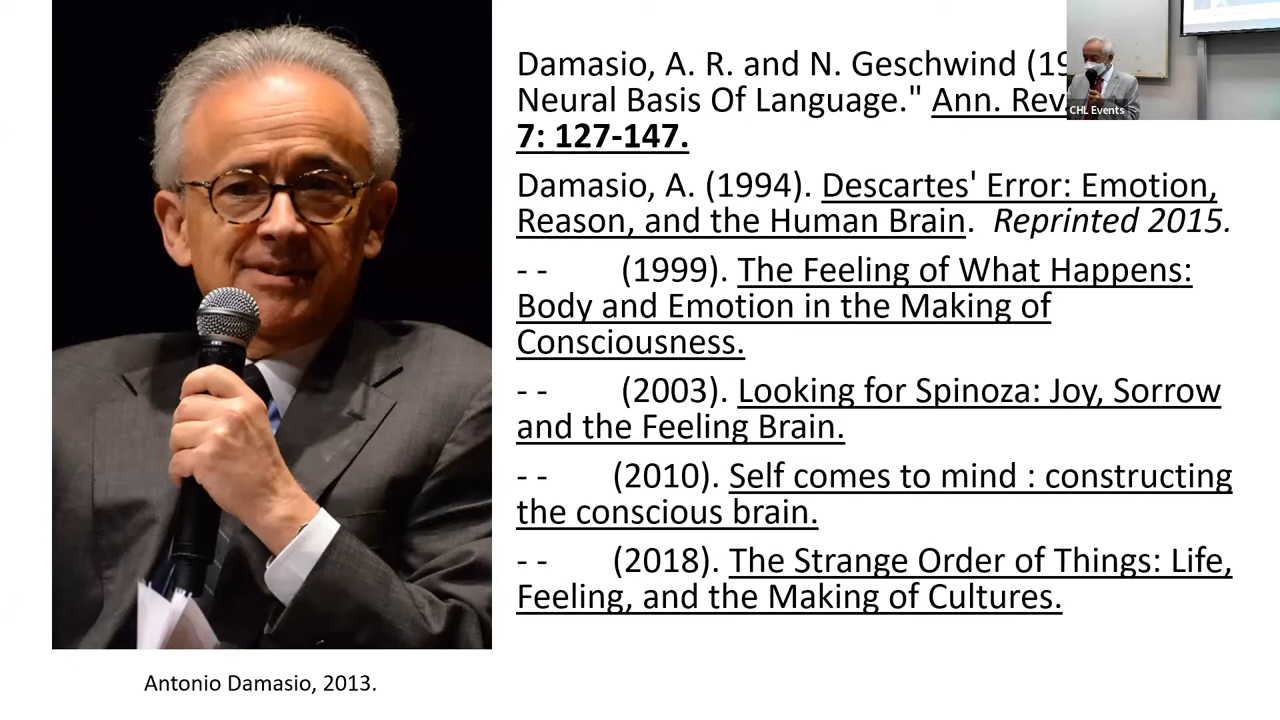 Damasio, A. R. and N. Geschwind (19
Neural Basis Of Language." Ann. Rev.
7: 127-147.
Damasio, A. (1994). Descartes' Error: Emotion,
Reason, and the Human Brain. Reprinted 2015.
- - (1999). The Feeling of What Happens:
Body and Emotion in the Making of
Consciousness.
- - (2003). Looking for Spinoza: Joy, Sorrow
and the Feeling Brain.
- - (2010). Self comes to mind : constructing
the conscious brain.
- - (2018). The Strange Order of Things: Life,
Feeling, and the Making of Cultures.
Antonio Damasio, 2013.
CHL Events